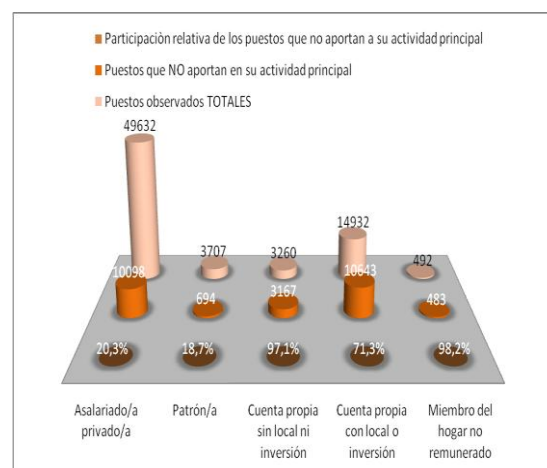 Participaciòn relativa de los puestos que no aportan a su actividad principal
Puestos que NO aportan en su actividad principal
Puestos observados TOTALES
49632
3707
3260
14932
492
10098
694
3167
10643
483
20,3%
18,7%
97,1%
71,3%
98,2%
Asalariado/a
privado/a
Patrón/a
Cuenta propia
sin local ni
inversión
Cuenta propia
con local o
inversión
Miembro del
hogar no
remunerado